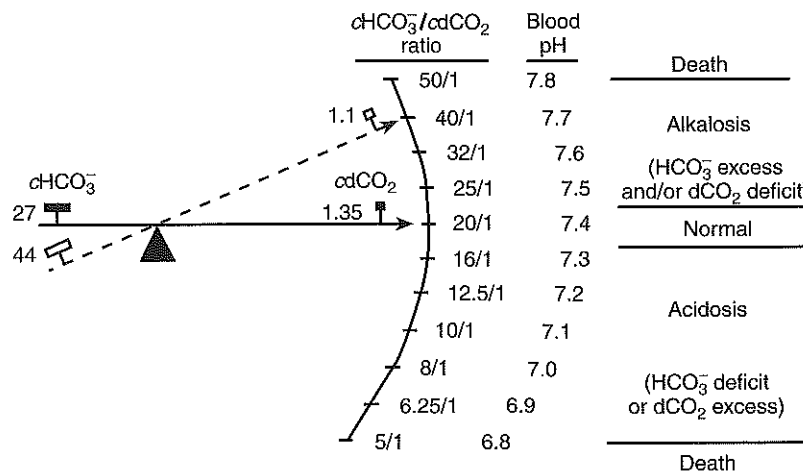 cHCO₃⁻/cdCO₂ ratio
Blood pH
Death
50/1 7.8
1.1
40/1 7.7
Alkalosis
32/1 7.6
(HCO₃⁻ excess
and/or dCO₂ deficit
25/1 7.5
cHCO₃⁻
cdCO₂
27
1.35
20/1 7.4
Normal
44
16/1 7.3
12.5/1 7.2
Acidosis
10/1 7.1
8/1 7.0
(HCO₃⁻ deficit
or dCO₂ excess)
6.25/1 6.9
5/1 6.8
Death